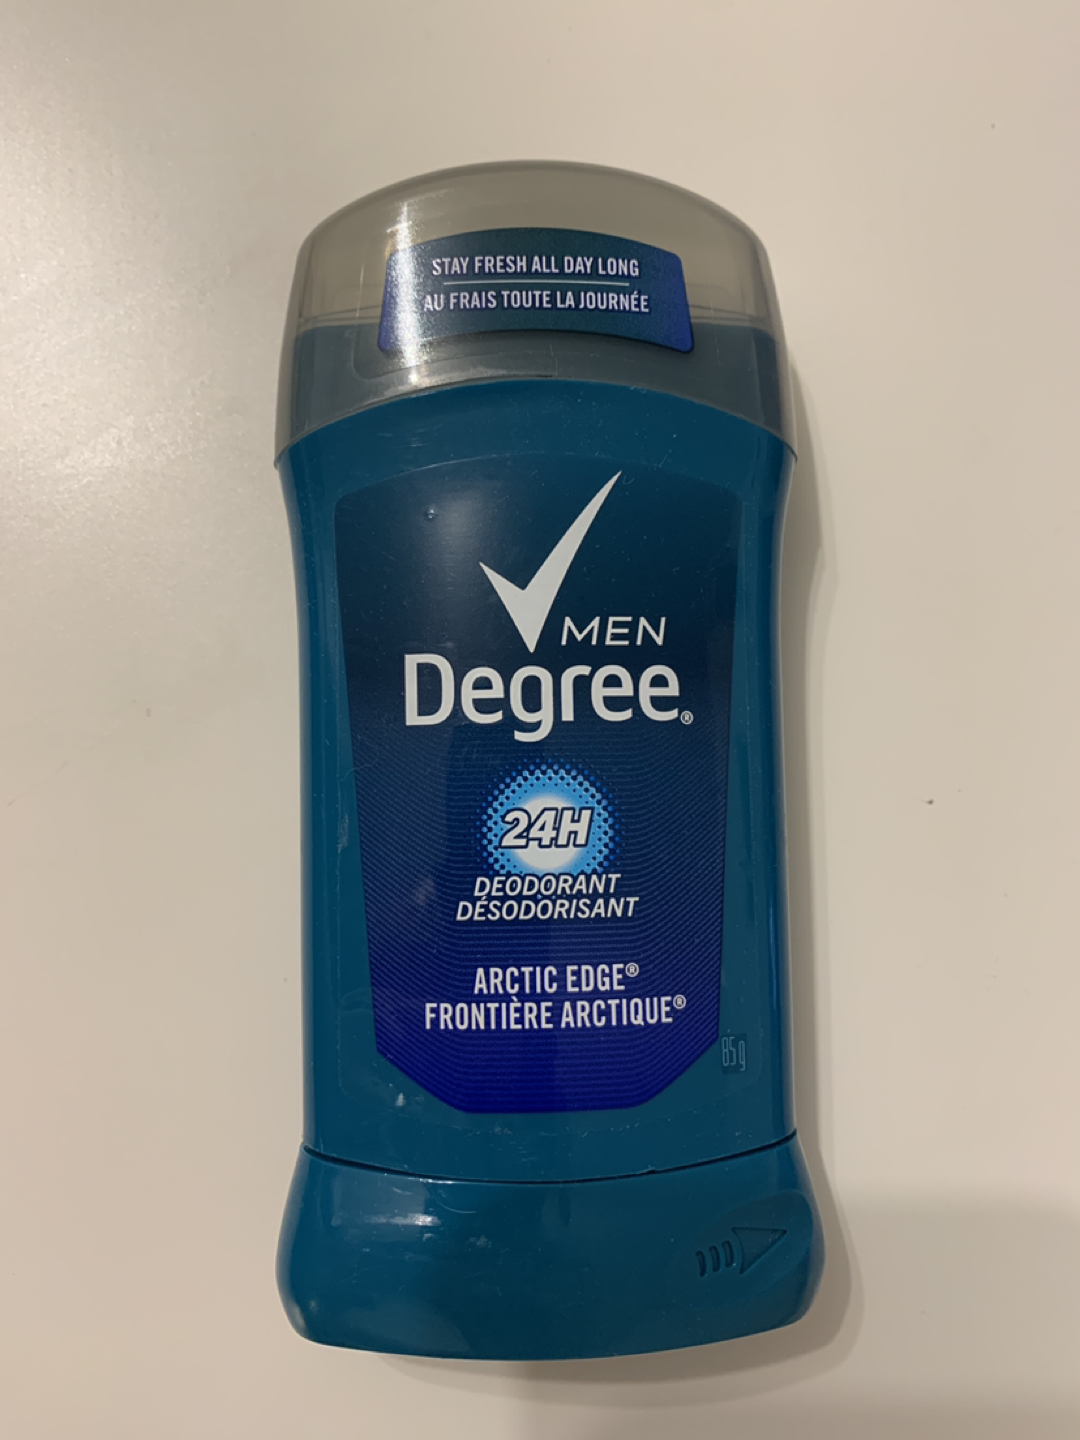 STAY FRESH ALL DAY LONG
AU FRAIS TOUTE LA JOURNÉE
MEN
Degree®
24H
DEODORANT
DÉSODORISANT
ARCTIC EDGE®
FRONTIÈRE ARCTIQUE®
85g